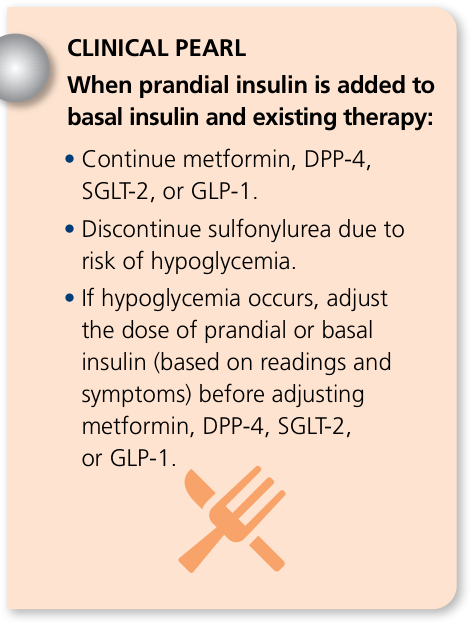 CLINICAL PEARL
When prandial insulin is added to
basal insulin and existing therapy:
• Continue metformin, DPP-4,
SGLT-2, or GLP-1.
• Discontinue sulfonylurea due to
risk of hypoglycemia.
• If hypoglycemia occurs, adjust
the dose of prandial or basal
insulin (based on readings and
symptoms) before adjusting
metformin, DPP-4, SGLT-2,
or GLP-1.